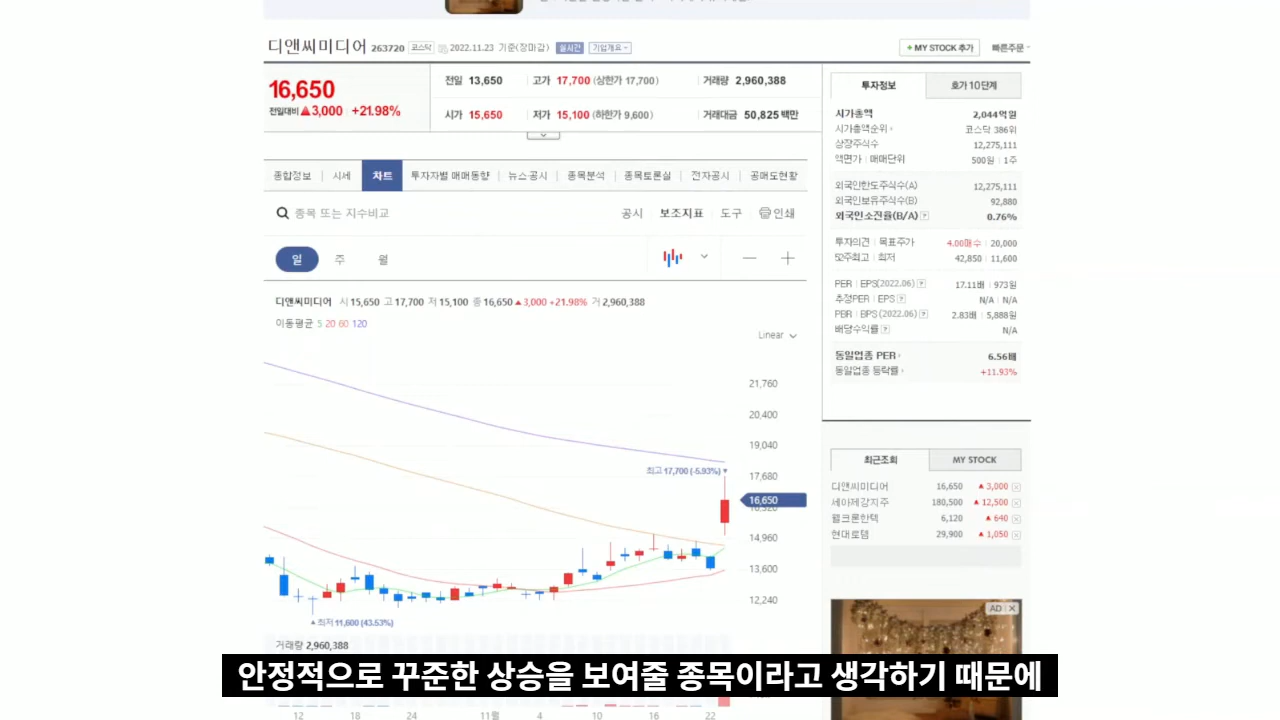 디앤씨미디어 263720 코스닥 2022.11.23 기준(장마감) 실시간 기업개요
+ MY STOCK 추가 빠른주문
16,650
전일대비 ▲3,000 +21.98%
전일 13,650 고가 17,700 (상한가 17,700) 거래량 2,960,388
시가 15,650 저가 15,100 (하한가 9,600) 거래대금 50,825 백만
종합정보 시세 차트 투자자별 매매동향 뉴스·공시 종목분석 종목토론실 전자공시 공매도현황
종목 또는 지수비교 공시 보조지표 도구 인쇄
일 주 월
디앤씨미디어 시 15,650 고 17,700 저 15,100 종 16,650 ▲3,000 +21.98% 거 2,960,388
이동평균 5 20 60 120
Linear
21,760
20,400
19,040
최고 17,700 (-5.93%)
17,680
16,650
16,320
14,960
13,600
12,240
최저 11,600 (43.53%)
거래량 2,960,388
12 18 24 11월 4 10 16 22
투자정보 호가 10단계
시가총액 2,044억원
시가총액순위 코스닥 386위
상장주식수 12,275,111
액면가 | 매매단위 500원 | 1주
외국인한도주식수(A) 12,275,111
외국인보유주식수(B) 92,880
외국인소진율(B/A) ? 0.76%
투자의견 | 목표주가 4.00매수 | 20,000
52주최고 | 최저 42,850 | 11,600
PER | EPS(2022.06) ? 17.11배 | 973원
추정PER | EPS ? N/A | N/A
PBR | BPS (2022.06) ? 2.83배 | 5,888원
배당수익률 ? N/A
동일업종 PER 6.56배
동일업종 등락률 +11.93%
최근조회 MY STOCK
디앤씨미디어 16,650 ▲ 3,000
세아제강지주 180,500 ▲ 12,500
웰크론한텍 6,120 ▲ 640
현대로템 29,900 ▲ 1,050
AD
안정적으로 꾸준한 상승을 보여줄 종목이라고 생각하기 때문에